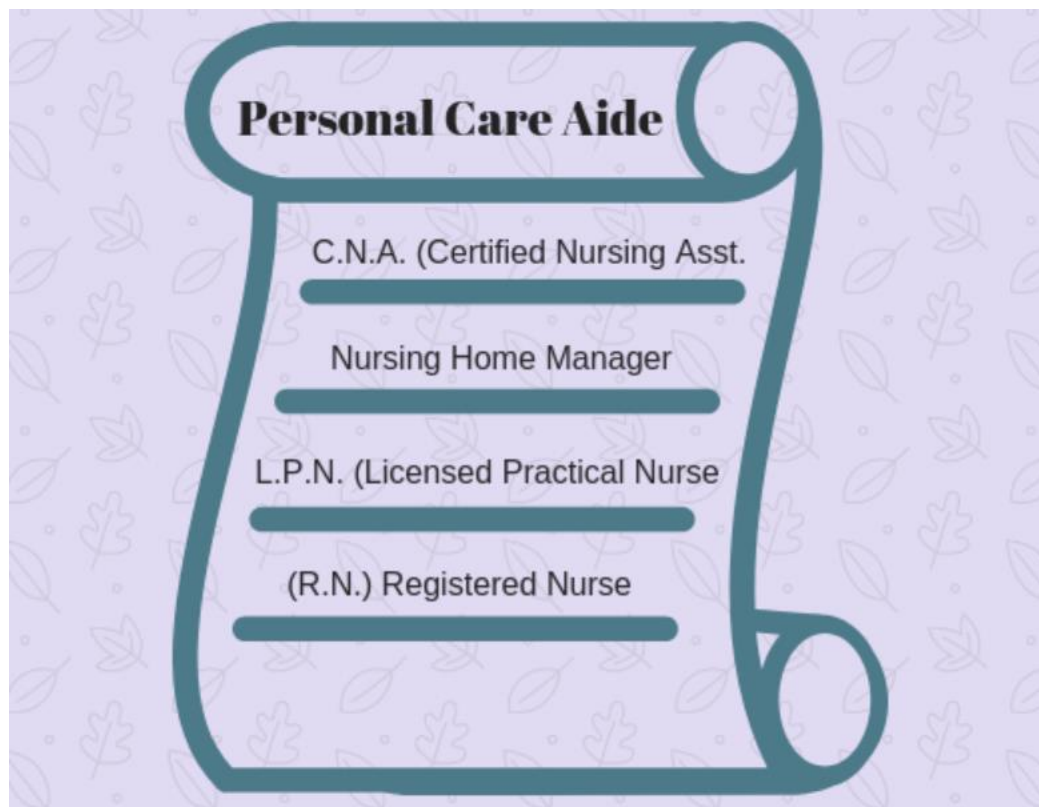 Personal Care Aide
C.N.A. (Certified Nursing Asst.
Nursing Home Manager
L.P.N. (Licensed Practical Nurse
(R.N.) Registered Nurse